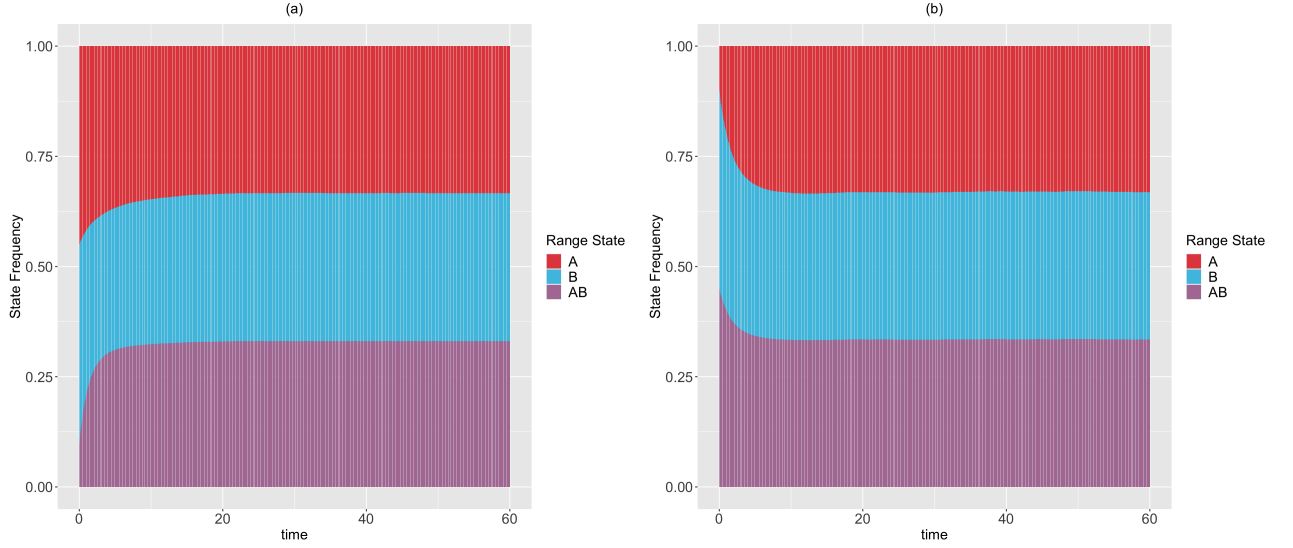 (a)
1.00
0.75
0.50
0.25
0.00
State Frequency
0
20
40
60
time
Range State
A
B
AB
(b)
1.00
0.75
0.50
0.25
0.00
State Frequency
0
20
40
60
time
Range State
A
B
AB